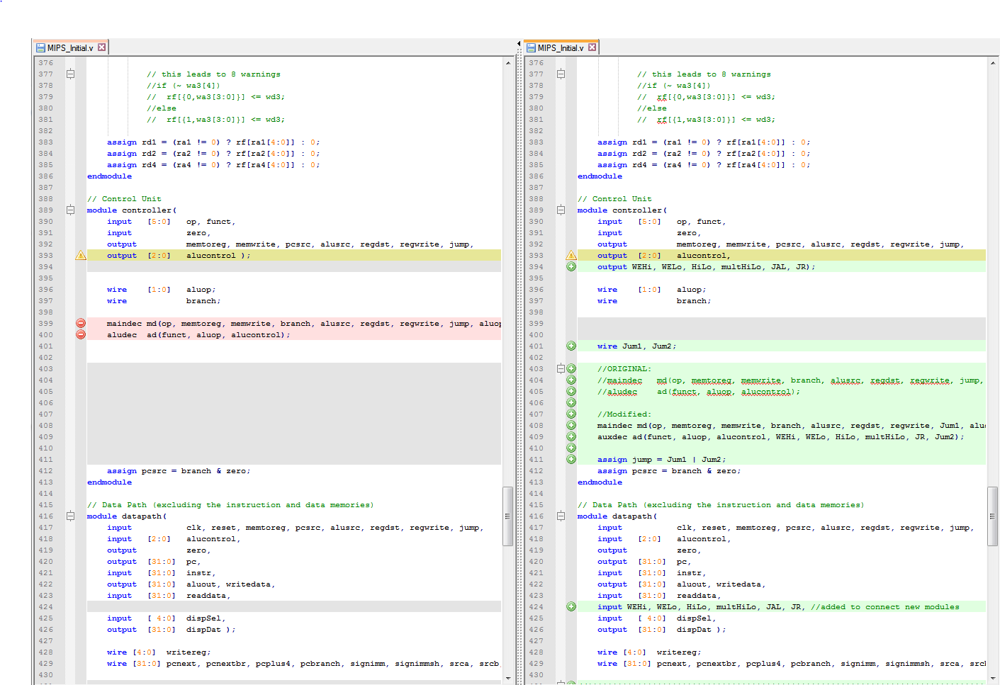 MIPS_Initial.v
376
377 // this leads to 8 warnings
378 //if (~ wa3[4])
379 //  rf[{0,wa3[3:0]}] <= wd3;
380 //else
381 //  rf[{1,wa3[3:0]}] <= wd3;
382
383 assign rd1 = (ra1 != 0) ? rf[ra1[4:0]] : 0;
384 assign rd2 = (ra2 != 0) ? rf[ra2[4:0]] : 0;
385 assign rd4 = (ra4 != 0) ? rf[ra4[4:0]] : 0;
386 endmodule
387
388 // Control Unit
389 module controller(
390 input   [5:0]   op, funct,
391 input           zero,
392 output          memtoreg, memwrite, pcsrc, alusrc, regdst, regwrite, jump,
393 output  [2:0]   alucontrol );
394
395
396 wire    [1:0]   aluop;
397 wire            branch;
398
399 maindec md(op, memtoreg, memwrite, branch, alusrc, regdst, regwrite, jump, aluop
400 aludec  ad(funct, aluop, alucontrol);
401
402
403
404
405
406
407
408
409
410
411
412 assign pcsrc = branch & zero;
413 endmodule
414
415 // Data Path (excluding the instruction and data memories)
416 module datapath(
417 input           clk, reset, memtoreg, pcsrc, alusrc, regdst, regwrite, jump,
418 input   [2:0]   alucontrol,
419 output          zero,
420 output  [31:0]  pc,
421 input   [31:0]  instr,
422 output  [31:0]  aluout, writedata,
423 input   [31:0]  readdata,
424
425 input   [ 4:0]  dispSel,
426 output  [31:0]  dispDat );
427
428 wire [4:0]  writereg;
429 wire [31:0] pcnext, pcnextbr, pcplus4, pcbranch, signimm, signimmsh, srca, srcb
430
MIPS_Initial.v
376
377 // this leads to 8 warnings
378 //if (~ wa3[4])
379 //  rf[{0,wa3[3:0]}] <= wd3;
380 //else
381 //  rf[{1,wa3[3:0]}] <= wd3;
382
383 assign rd1 = (ra1 != 0) ? rf[ra1[4:0]] : 0;
384 assign rd2 = (ra2 != 0) ? rf[ra2[4:0]] : 0;
385 assign rd4 = (ra4 != 0) ? rf[ra4[4:0]] : 0;
386 endmodule
387
388 // Control Unit
389 module controller(
390 input   [5:0]   op, funct,
391 input           zero,
392 output          memtoreg, memwrite, pcsrc, alusrc, regdst, regwrite, jump,
393 output  [2:0]   alucontrol,
394 output WEHi, WELo, HiLo, multHiLo, JAL, JR);
395
396 wire    [1:0]   aluop;
397 wire            branch;
398
399
400
401 wire Jum1, Jum2;
402
403 //ORIGINAL:
404 //maindec   md(op, memtoreg, memwrite, branch, alusrc, regdst, regwrite, jump,
405 //aludec    ad(funct, aluop, alucontrol);
406
407 //Modified:
408 maindec md(op, memtoreg, memwrite, branch, alusrc, regdst, regwrite, Jum1, alu
409 auxdec ad(funct, aluop, alucontrol, WEHi, WELo, HiLo, multHiLo, JR, Jum2);
410
411 assign jump = Jum1 | Jum2;
412 assign pcsrc = branch & zero;
413 endmodule
414
415 // Data Path (excluding the instruction and data memories)
416 module datapath(
417 input           clk, reset, memtoreg, pcsrc, alusrc, regdst, regwrite, jump,
418 input   [2:0]   alucontrol,
419 output          zero,
420 output  [31:0]  pc,
421 input   [31:0]  instr,
422 output  [31:0]  aluout, writedata,
423 input   [31:0]  readdata,
424 input WEHi, WELo, HiLo, multHiLo, JAL, JR, //added to connect new modules
425 input   [ 4:0]  dispSel,
426 output  [31:0]  dispDat );
427
428 wire [4:0]  writereg;
429 wire [31:0] pcnext, pcnextbr, pcplus4, pcbranch, signimm, signimmsh, srca, srcl
430